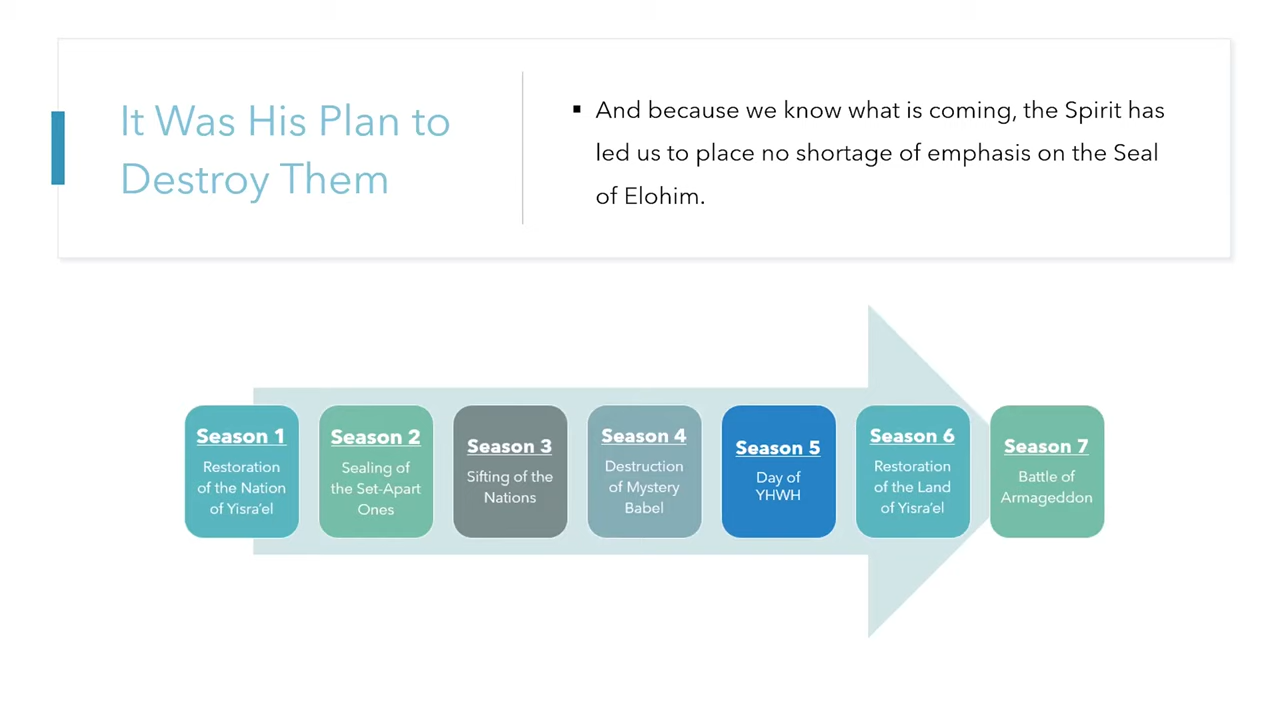 It Was His Plan to
Destroy Them
▪ And because we know what is coming, the Spirit has
led us to place no shortage of emphasis on the Seal
of Elohim.
Season 1
Restoration
of the Nation
of Yisra’el
Season 2
Sealing of
the Set-Apart
Ones
Season 3
Sifting of the
Nations
Season 4
Destruction
of Mystery
Babel
Season 5
Day of
YHWH
Season 6
Restoration
of the Land
of Yisra’el
Season 7
Battle of
Armageddon